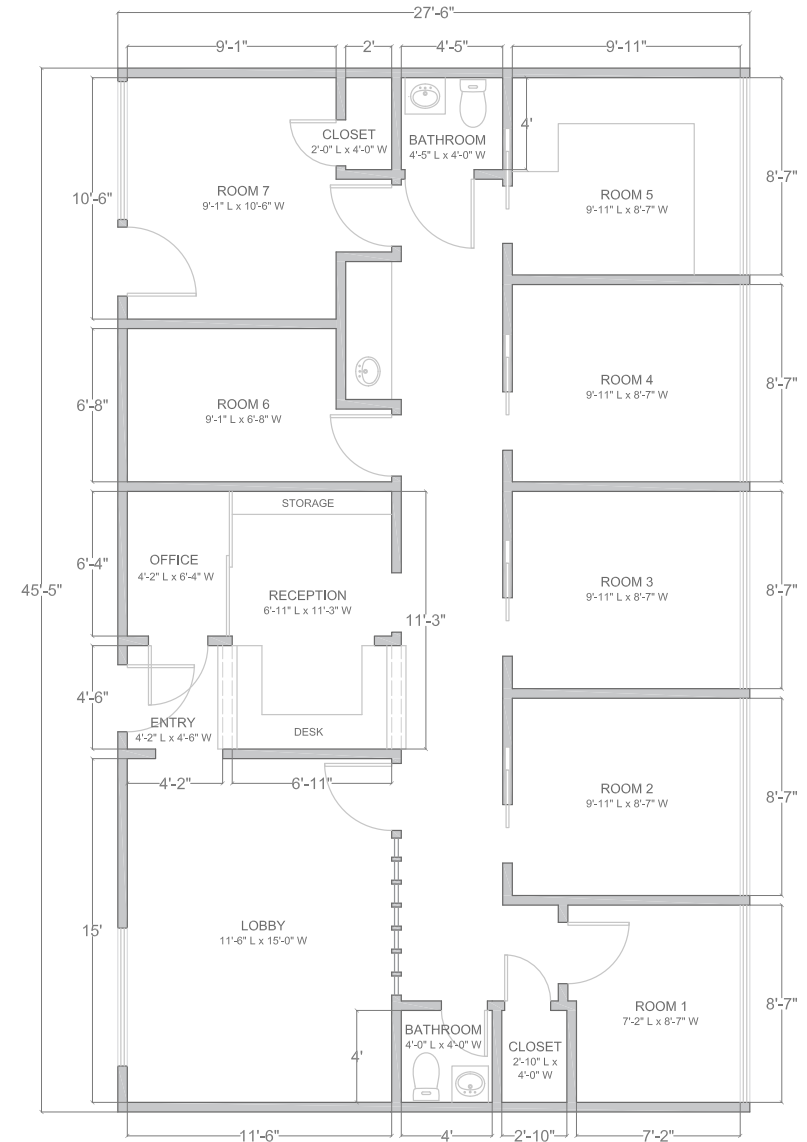 27'-6"
9'-1"
2'
4'-5"
9'-11"
CLOSET
2'-0" L x 4'-0" W
BATHROOM
4'-5" L x 4'-0" W
4'
ROOM 7
9'-1" L x 10'-6" W
10'-6"
ROOM 5
9'-11" L x 8'-7" W
8'-7"
ROOM 6
9'-1" L x 6'-8" W
6'-8"
ROOM 4
9'-11" L x 8'-7" W
8'-7"
STORAGE
OFFICE
4'-2" L x 6'-4" W
6'-4"
45'-5"
RECEPTION
6'-11" L x 11'-3" W
11'-3"
ROOM 3
9'-11" L x 8'-7" W
8'-7"
4'-6"
ENTRY
4'-2" L x 4'-6" W
DESK
4'-2"
6'-11"
ROOM 2
9'-11" L x 8'-7" W
8'-7"
15'
LOBBY
11'-6" L x 15'-0" W
ROOM 1
7'-2" L x 8'-7" W
8'-7"
BATHROOM
4'-0" L x 4'-0" W
4'
CLOSET
2'-10" L x
4'-0" W
11'-6"
4'
2'-10"
7'-2"